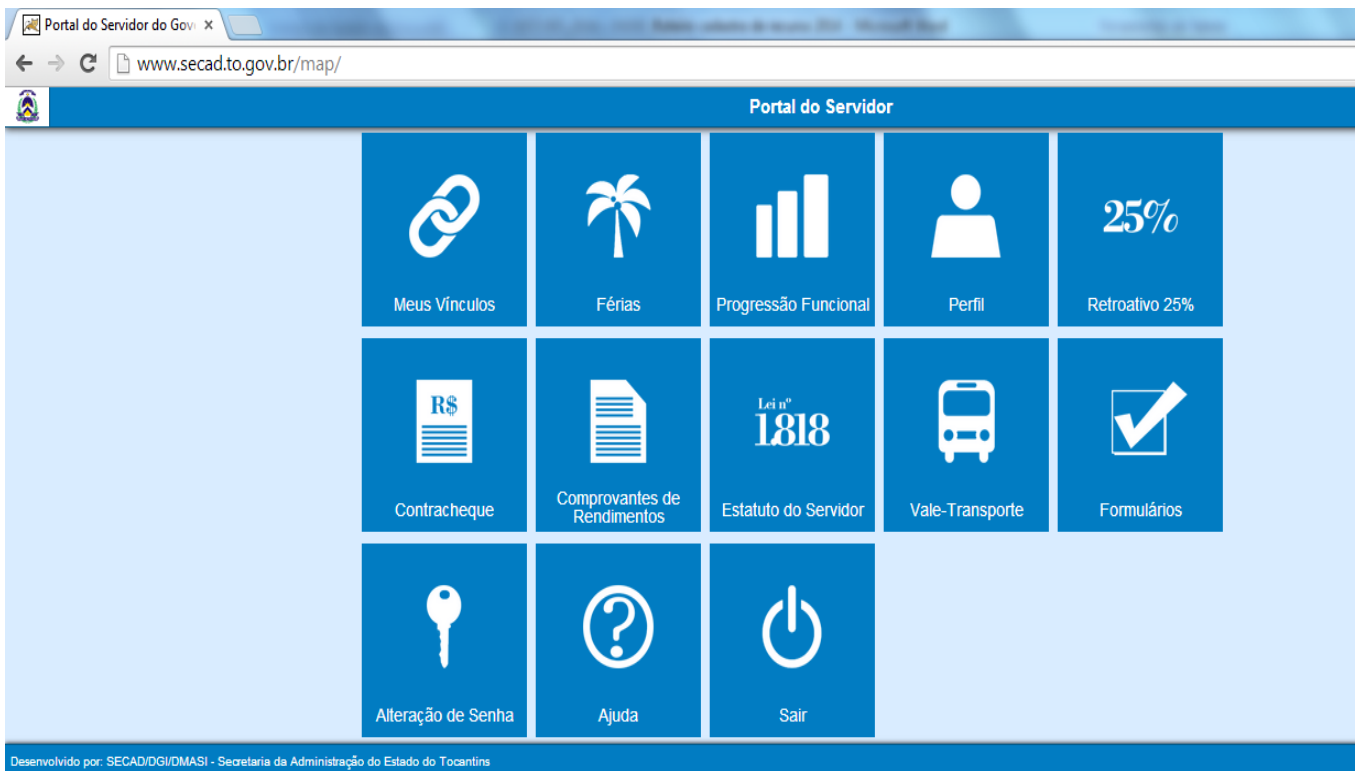 Portal do Servidor do Gov
www.secad.to.gov.br/map/
Portal do Servidor
25%
Meus Vínculos
Férias
Progressão Funcional
Perfil
Retroativo 25%
R$
Lei nº
1.818
Contracheque
Comprovantes de
Rendimentos
Estatuto do Servidor
Vale-Transporte
Formulários
Alteração de Senha
Ajuda
Sair
Desenvolvido por: SECAD/DGI/DMASI - Secretaria da Administração do Estado do Tocantins